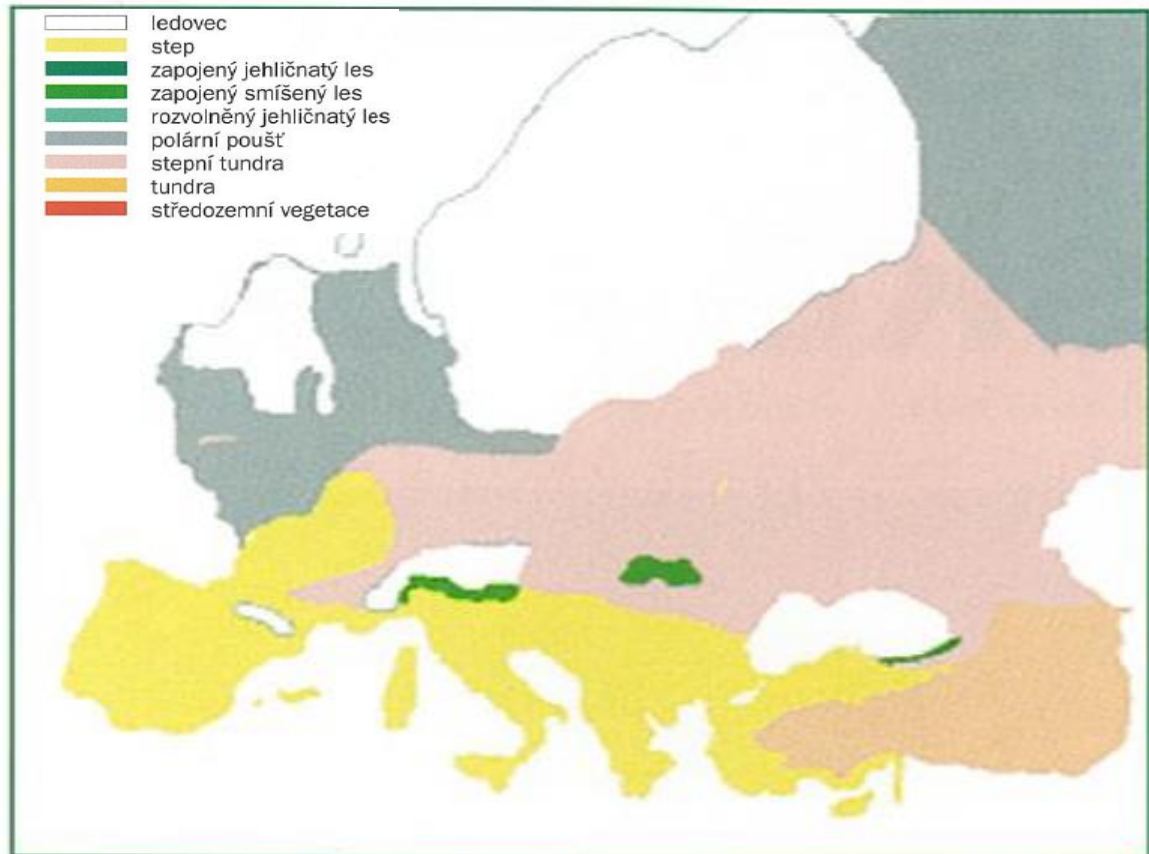 ledovec
step
zapojený jehličnatý les
zapojený smíšený les
rozvolněný jehličnatý les
polární poušť
stepní tundra
tundra
středozemní vegetace